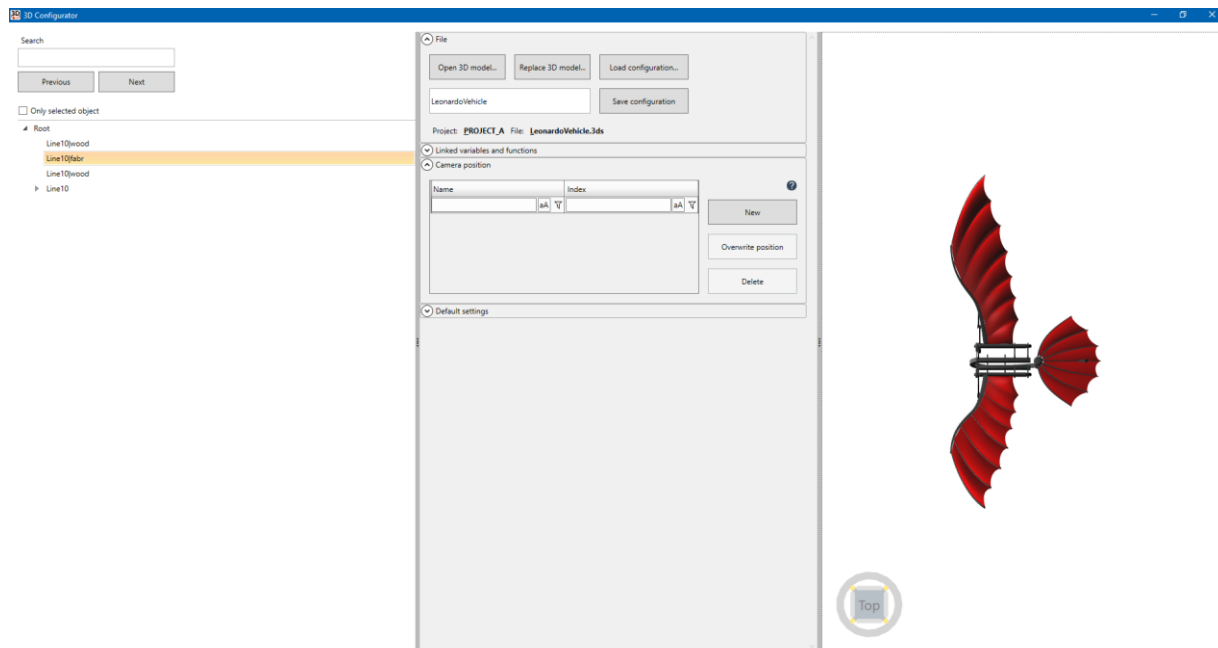 3D Configurator
Search
Previous Next
Only selected object
Root
Line10|wood
Line10|fabr
Line10|wood
Line10
File
Open 3D model... Replace 3D model... Load configuration...
LeonardoVehicle Save configuration
Project: PROJECT_A File: LeonardoVehicle.3ds
Linked variables and functions
Camera position
Name Index
aA aA
New
Overwrite position
Delete
Default settings
Top